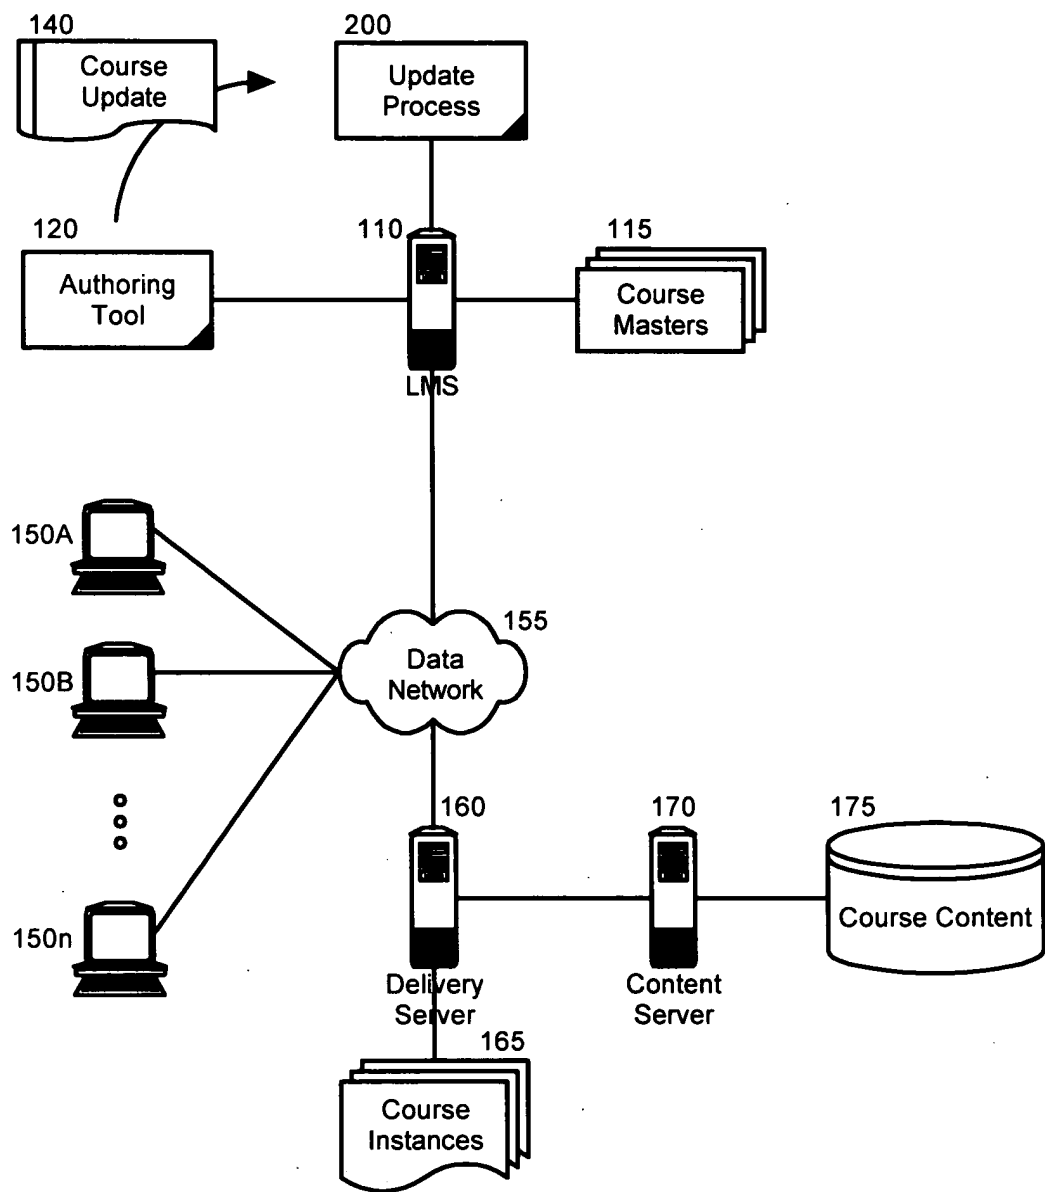 140
Course
Update
200
Update
Process
120
Authoring
Tool
110
LMS
115
Course
Masters
150A
150B
150n
155
Data
Network
160
Delivery
Server
170
Content
Server
175
Course Content
165
Course
Instances